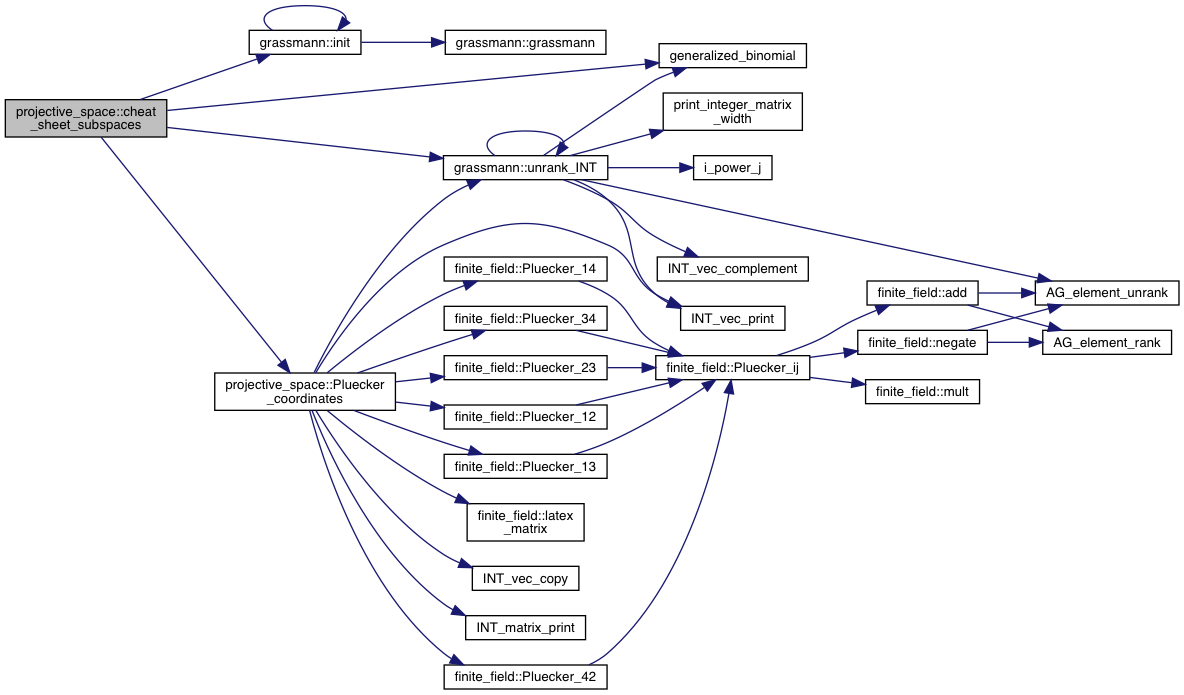 grassmann::init
grassmann::grassmann
generalized_binomial
projective_space::cheat
_sheet_subspaces
print_integer_matrix
_width
grassmann::unrank_INT
i_power_j
finite_field::Pluecker_14
INT_vec_complement
finite_field::add
AG_element_unrank
finite_field::Pluecker_34
INT_vec_print
finite_field::negate
AG_element_rank
projective_space::Pluecker
_coordinates
finite_field::Pluecker_23
finite_field::Pluecker_ij
finite_field::mult
finite_field::Pluecker_12
finite_field::Pluecker_13
finite_field::latex
_matrix
INT_vec_copy
INT_matrix_print
finite_field::Pluecker_42